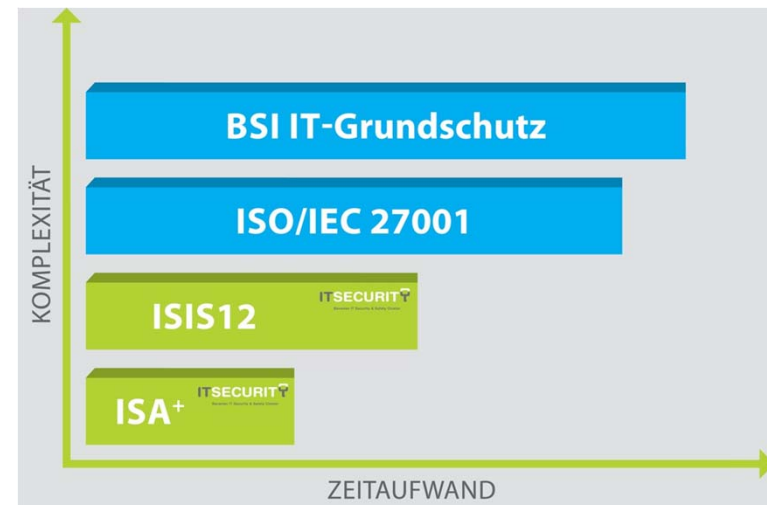 KOMPLEXITÄT
BSI IT-Grundschutz
ISO/IEC 27001
ISIS12
ITSECURITY
ISA+
ITSECURITY
ZEITAUFWAND